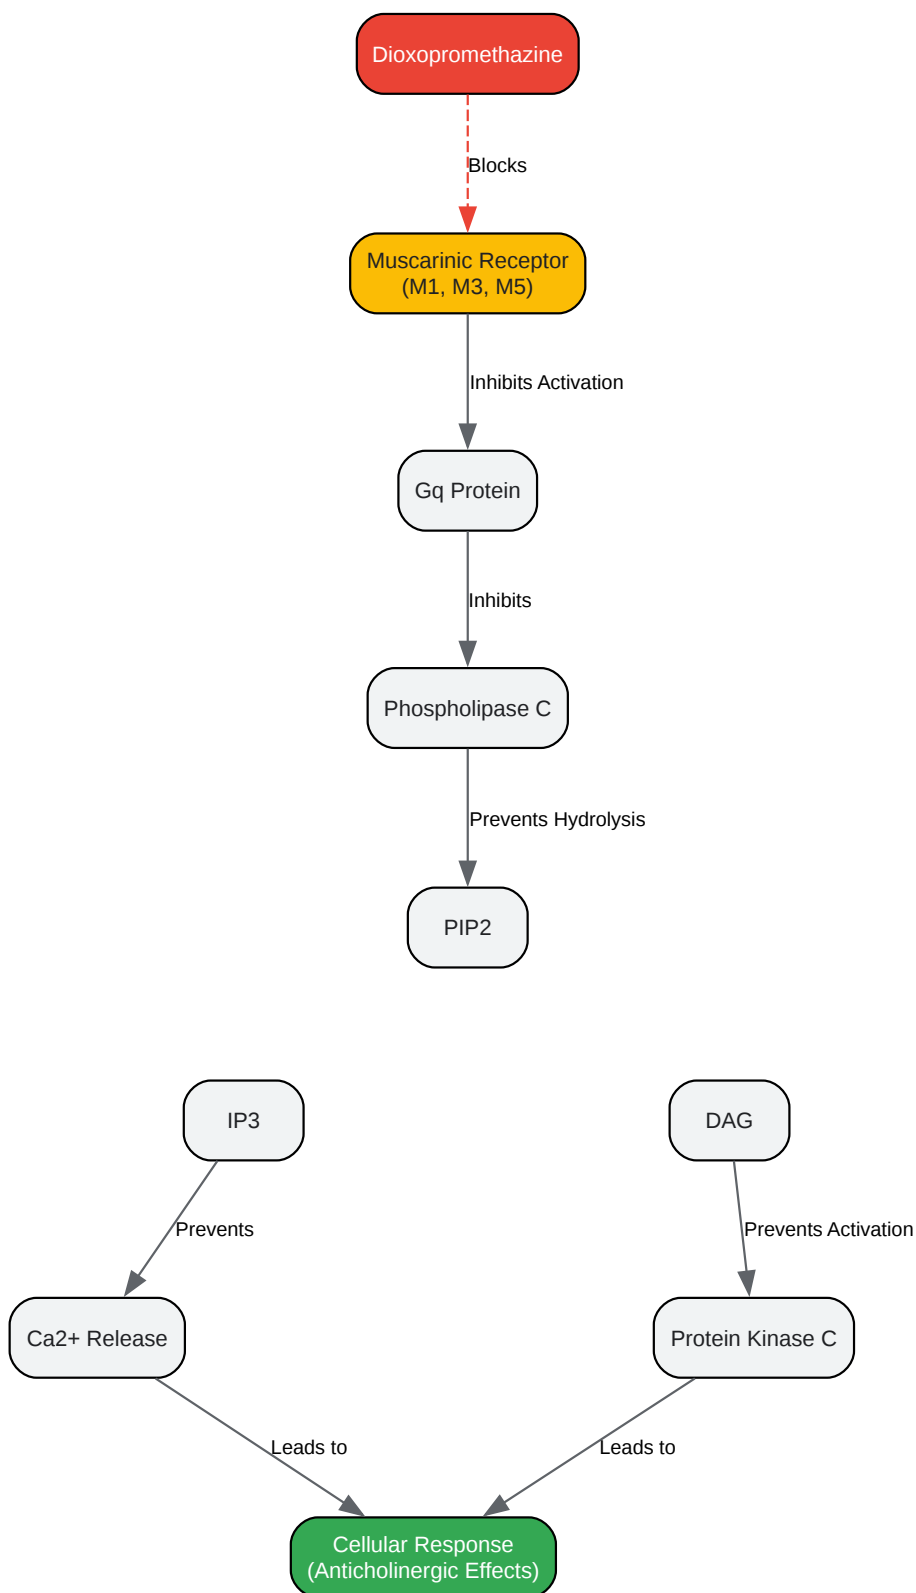 Dioxopromethazine
Blocks
Muscarinic Receptor
(M1, M3, M5)
Inhibits Activation
Gq Protein
Inhibits
Phospholipase C
Prevents Hydrolysis
PIP2
IP3
DAG
Prevents
Prevents Activation
Ca2+ Release
Protein Kinase C
Leads to
Leads to
Cellular Response
(Anticholinergic Effects)